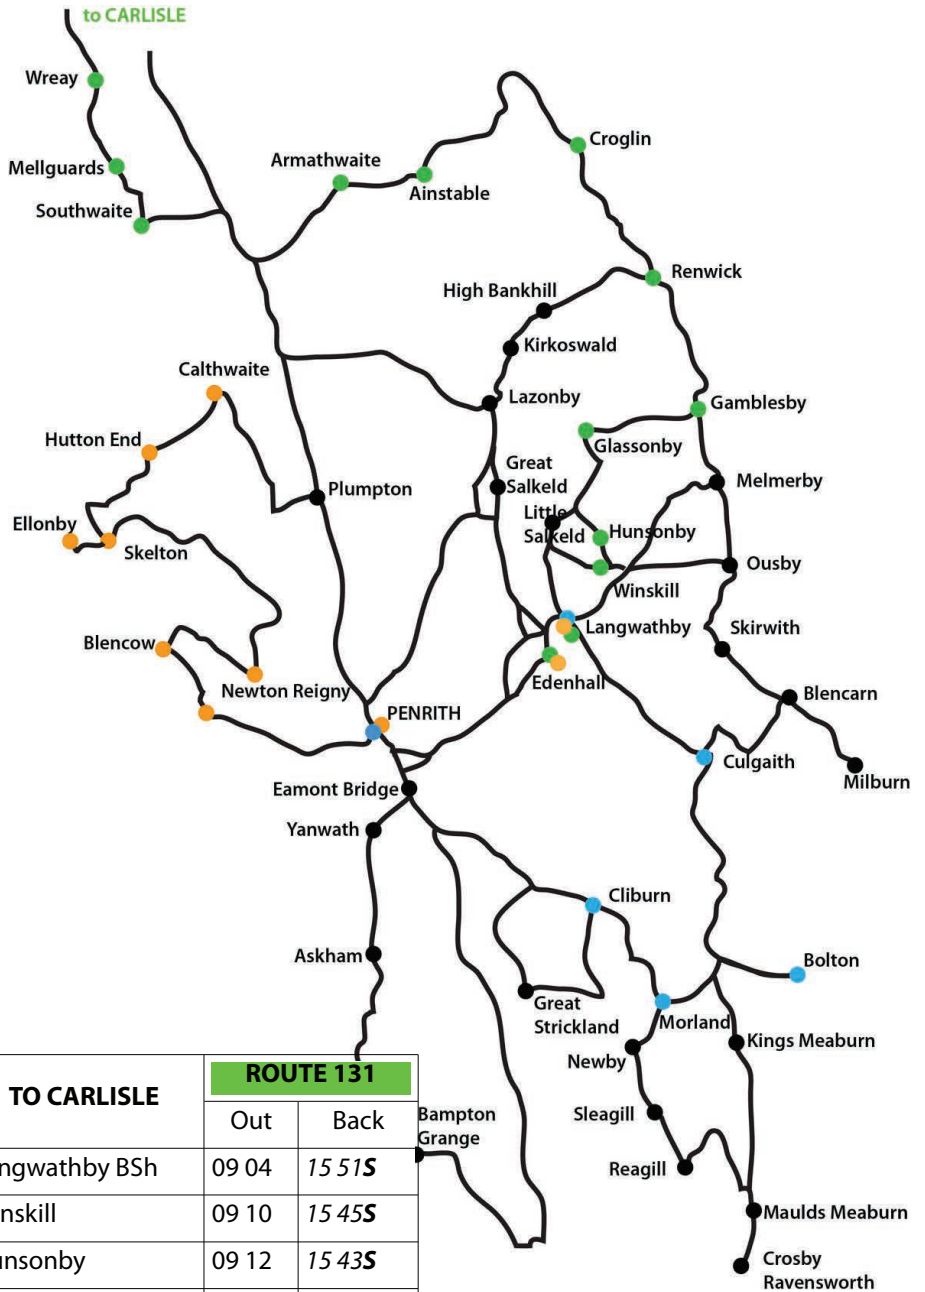 to CARLISLE
Wreay
Mellguards
Southwaite
Armathwaite
Ainstable
Croglin
Renwick
High Bankhill
Kirkoswald
Calthwaite
Lazonby
Gamblesby
Hutton End
Glassonby
Great
Salkeld
Plumpton
Melmerby
Little
Salkeld
Hunsonby
Ellonby
Skelton
Ousby
Winskill
Langwathby
Skirwith
Blencow
Edenhall
Newton Reigny
Blencarn
PENRITH
Culgaith
Milburn
Eamont Bridge
Yanwath
Cliburn
Askham
Bolton
Great
Strickland
Morland
Kings Meaburn
Newby
Sleagill
Bampton
Grange
Reagill
Maulds Meaburn
Crosby
Ravensworth
TO CARLISLE
ROUTE 131
Out Back
ngwathby BSh 09 04 15 51S
nskill 09 10 15 45S
unsonby 09 12 15 43S